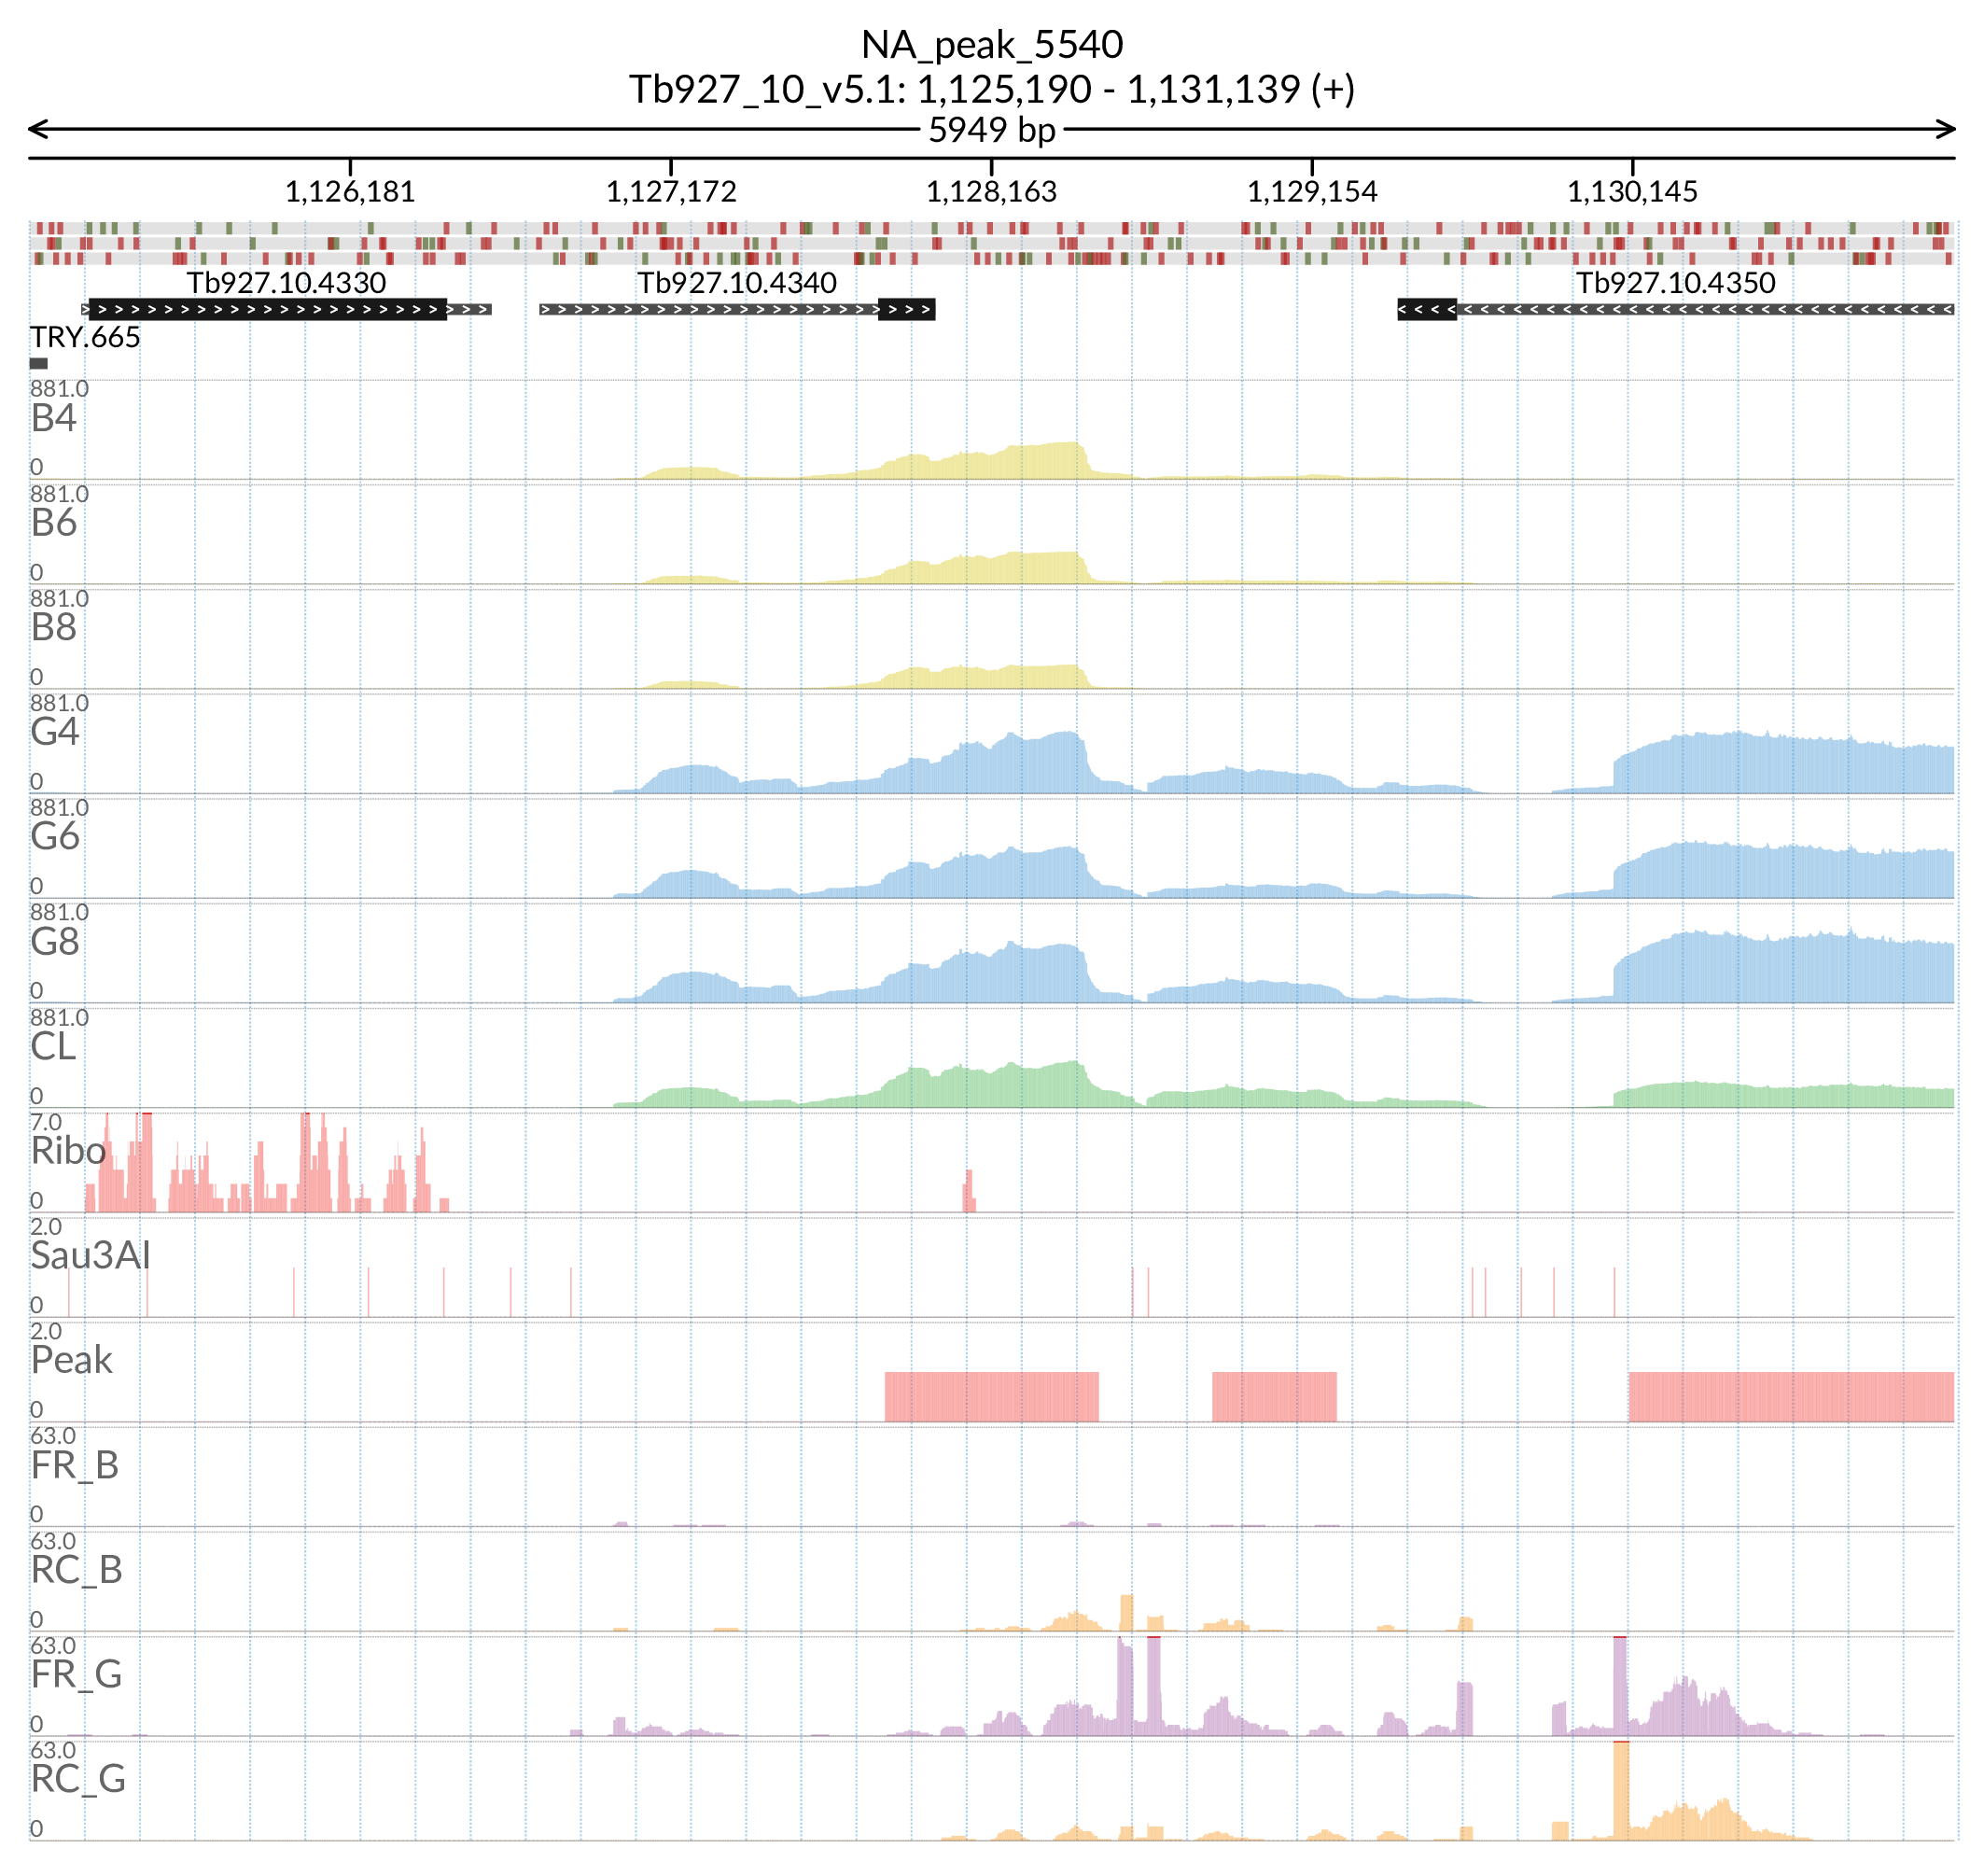 NA_peak_5540
Tb927_10_v5.1: 1,125,190 - 1,131,139 (+)
5949 bp
1,126,181 1,127,172 1,128,163 1,129,154 1,130,145
Tb927.10.4330 Tb927.10.4340 Tb927.10.4350
TRY.665
881.0
B4
0
881.0
B6
0
881.0
B8
0
881.0
G4
0
881.0
G6
0
881.0
G8
0
881.0
CL
0
7.0
Ribo
0
2.0
Sau3AI
0
2.0
Peak
0
63.0
FR_B
0
63.0
RC_B
0
63.0
FR_G
0
63.0
RC_G
0